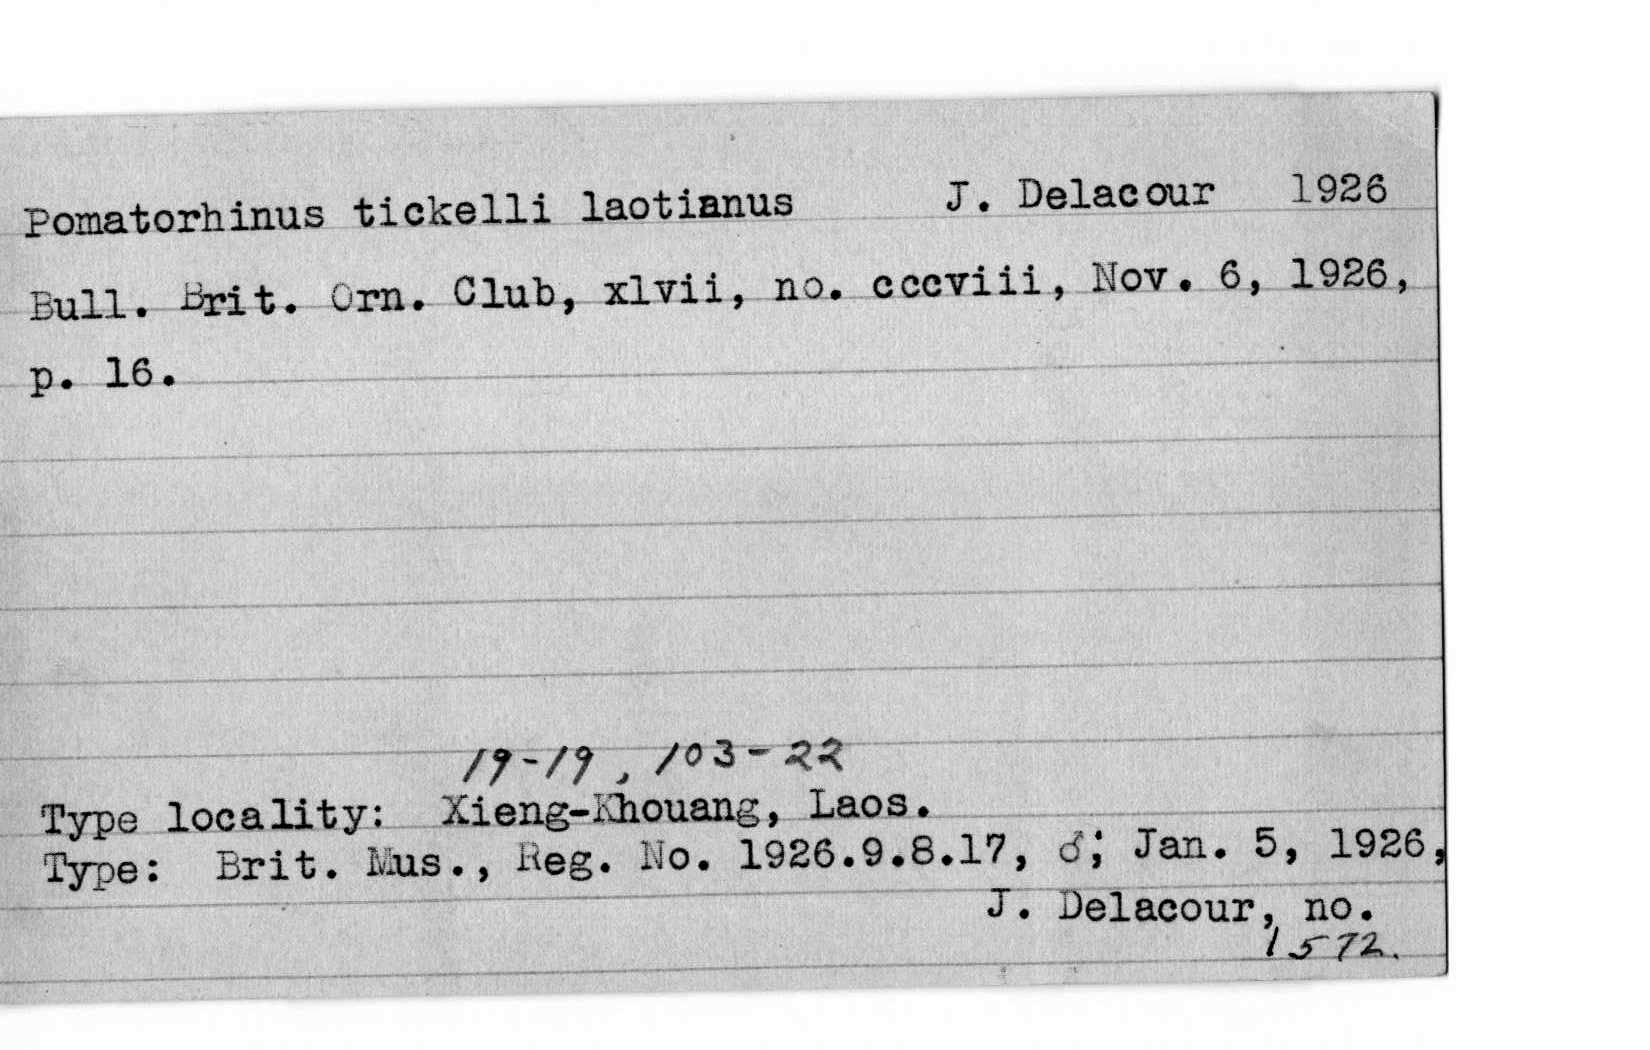 Pomatorhinus tickelli laotianus J. Delacour 1926
Bull. Brit. Orn. Club, xlvii, no. cccviii, Nov. 6, 1926,
p. 16.
19-19, 103-22
Type locality: Xieng-Khouang, Laos.
Type: Brit. Mus., Reg. No. 1926.9.8.17, ♂; Jan. 5, 1926,
J. Delacour, no.
1572.